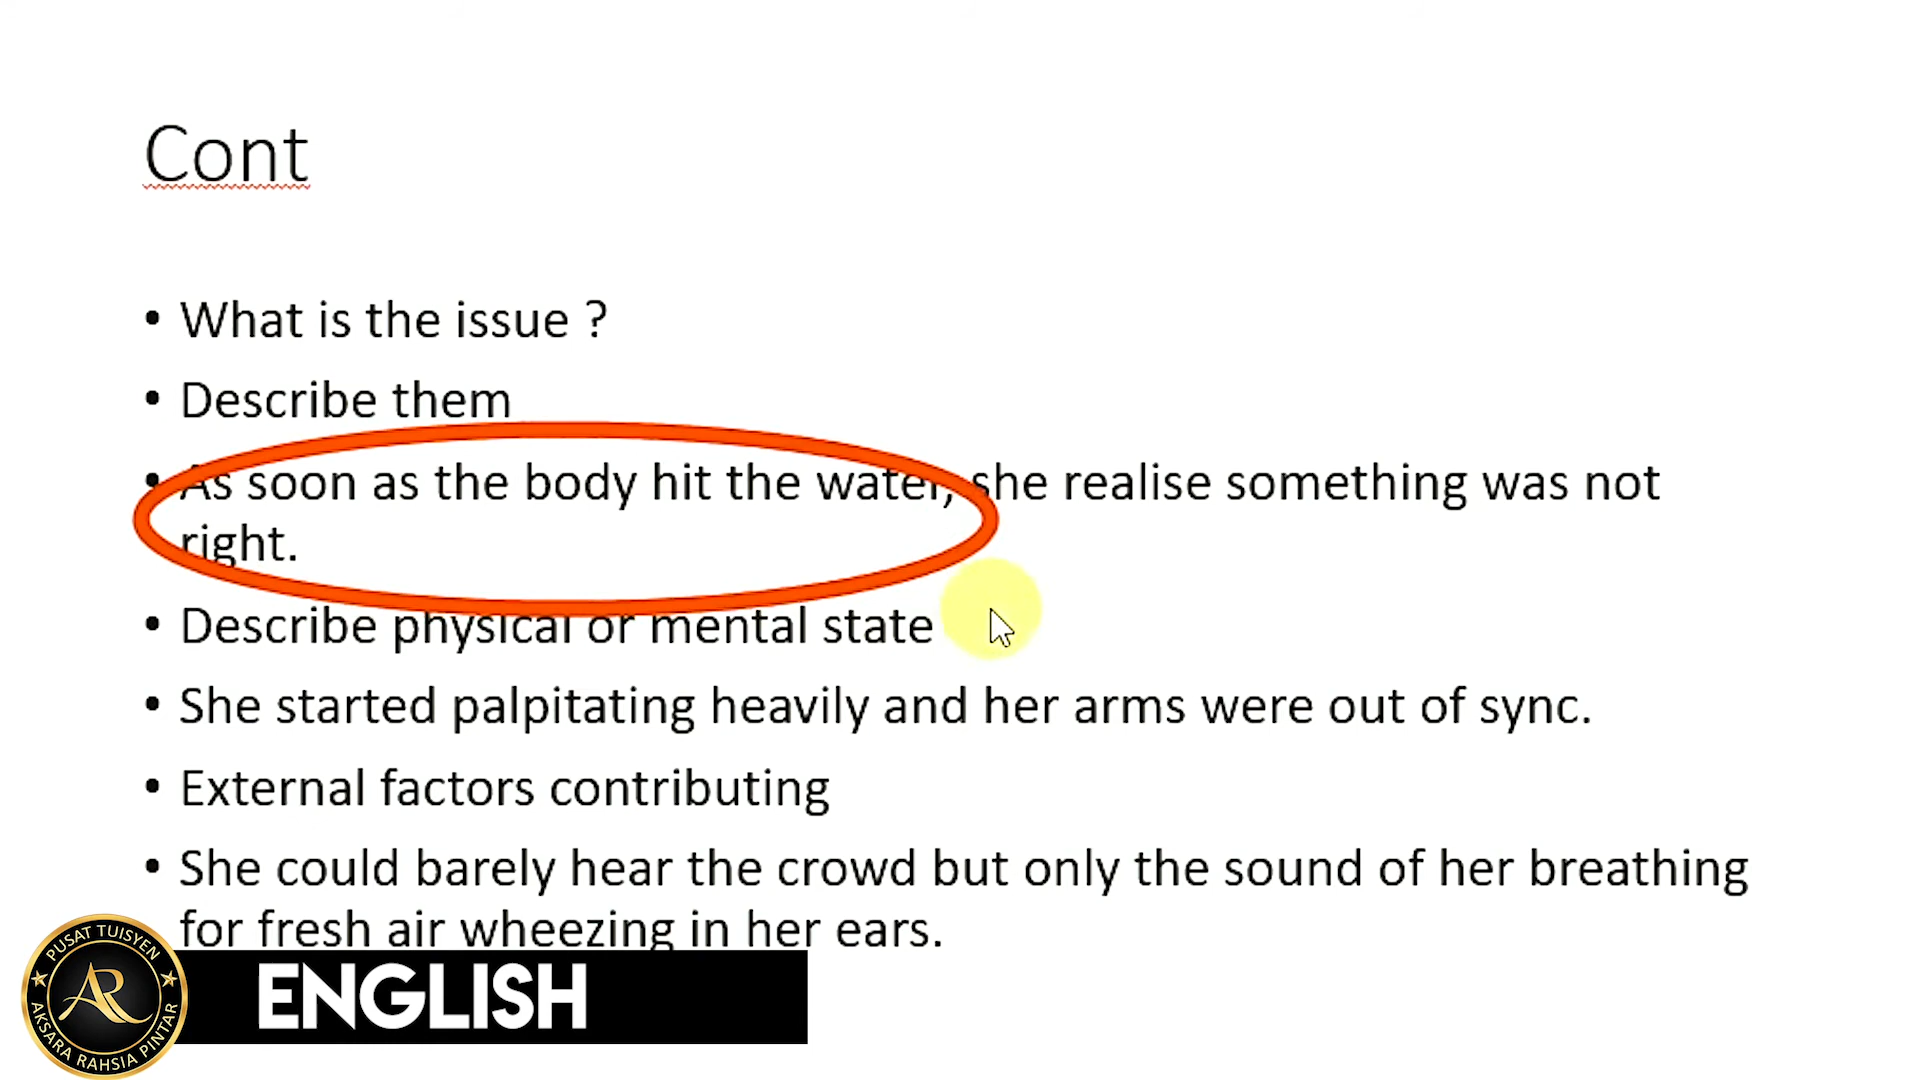 Cont
• What is the issue ?
• Describe them
• As soon as the body hit the water, she realise something was not
right.
• Describe physical or mental state
• She started palpitating heavily and her arms were out of sync.
• External factors contributing
• She could barely hear the crowd but only the sound of her breathing
for fresh air wheezing in her ears.
PUSAT TUISYEN
AR
AKSARA RAHSIA PINTAR
ENGLISH